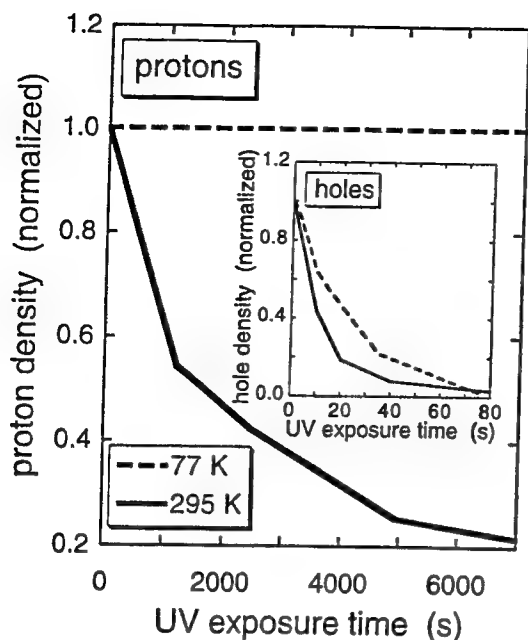 proton density (normalized)
1.2
1.0
0.8
0.6
0.4
0.2
protons
hole density (normalized)
1.2
0.8
0.4
0.0
holes
0 20 40 60 80
UV exposure time (s)
77 K
295 K
0 2000 4000 6000
UV exposure time (s)